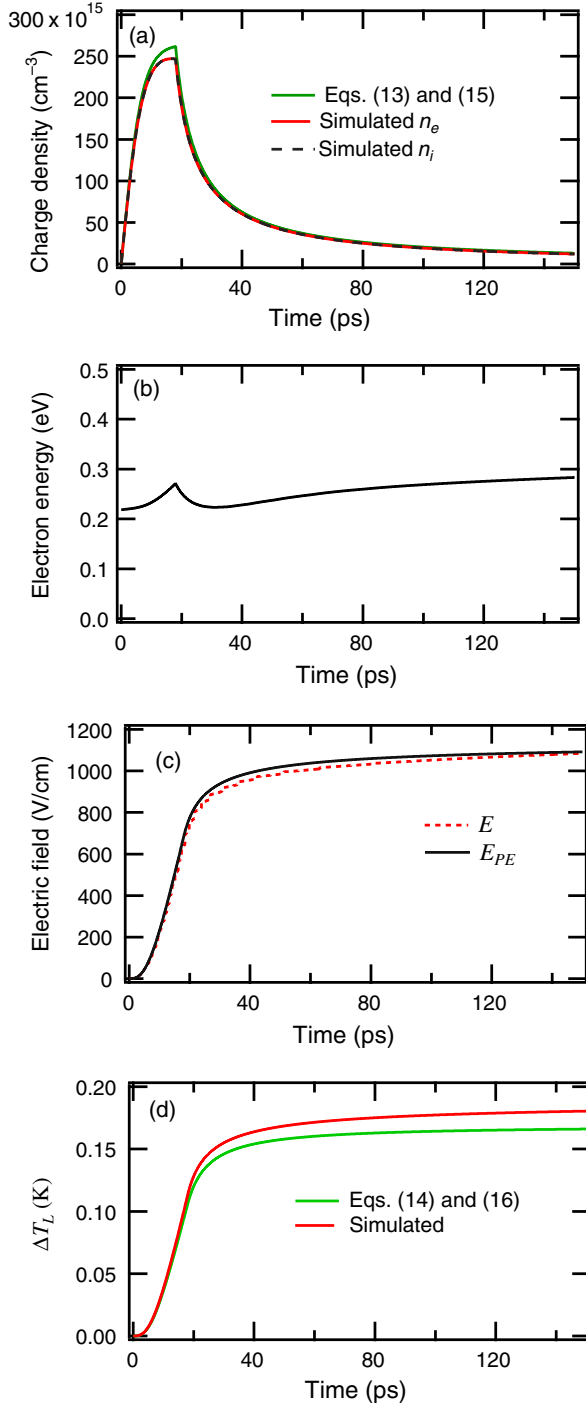 300 x 10¹⁵
(a)
250
200
150
100
50
0
Charge density (cm⁻³)
Eqs. (13) and (15)
Simulated nₑ
Simulated nᵢ
0 40 80 120
Time (ps)
(b)
0.5
0.4
0.3
0.2
0.1
0.0
Electron energy (eV)
0 40 80 120
Time (ps)
(c)
1200
1000
800
600
400
200
0
Electric field (V/cm)
E
E_PE
0 40 80 120
Time (ps)
(d)
0.20
0.15
0.10
0.05
0.00
ΔT_L (K)
Eqs. (14) and (16)
Simulated
0 40 80 120
Time (ps)